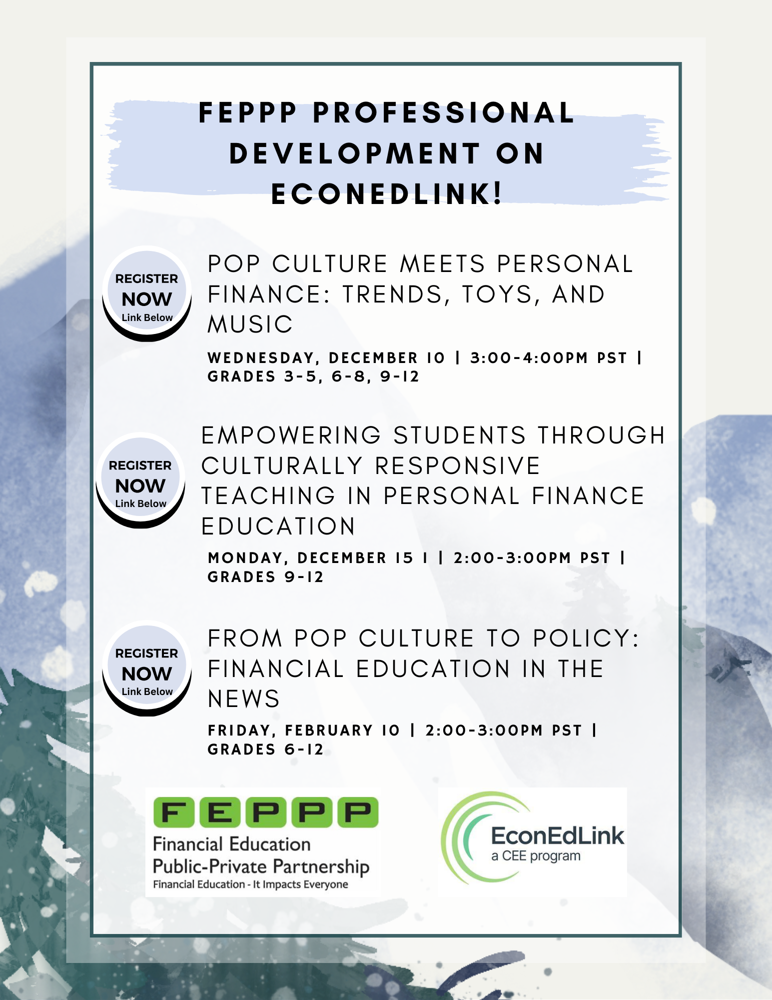 FEPPP PROFESSIONAL
DEVELOPMENT ON
ECONEDLINK!
REGISTER
NOW
Link Below
POP CULTURE MEETS PERSONAL
FINANCE: TRENDS, TOYS, AND
MUSIC
WEDNESDAY, DECEMBER 10 | 3:00-4:00PM PST |
GRADES 3-5, 6-8, 9-12
REGISTER
NOW
Link Below
EMPOWERING STUDENTS THROUGH
CULTURALLY RESPONSIVE
TEACHING IN PERSONAL FINANCE
EDUCATION
MONDAY, DECEMBER 15 1 | 2:00-3:00PM PST |
GRADES 9-12
REGISTER
NOW
Link Below
FROM POP CULTURE TO POLICY:
FINANCIAL EDUCATION IN THE
NEWS
FRIDAY, FEBRUARY 10 | 2:00-3:00PM PST |
GRADES 6-12
FEPPP
Financial Education
Public-Private Partnership
Financial Education - It Impacts Everyone
EconEdLink
a CEE program